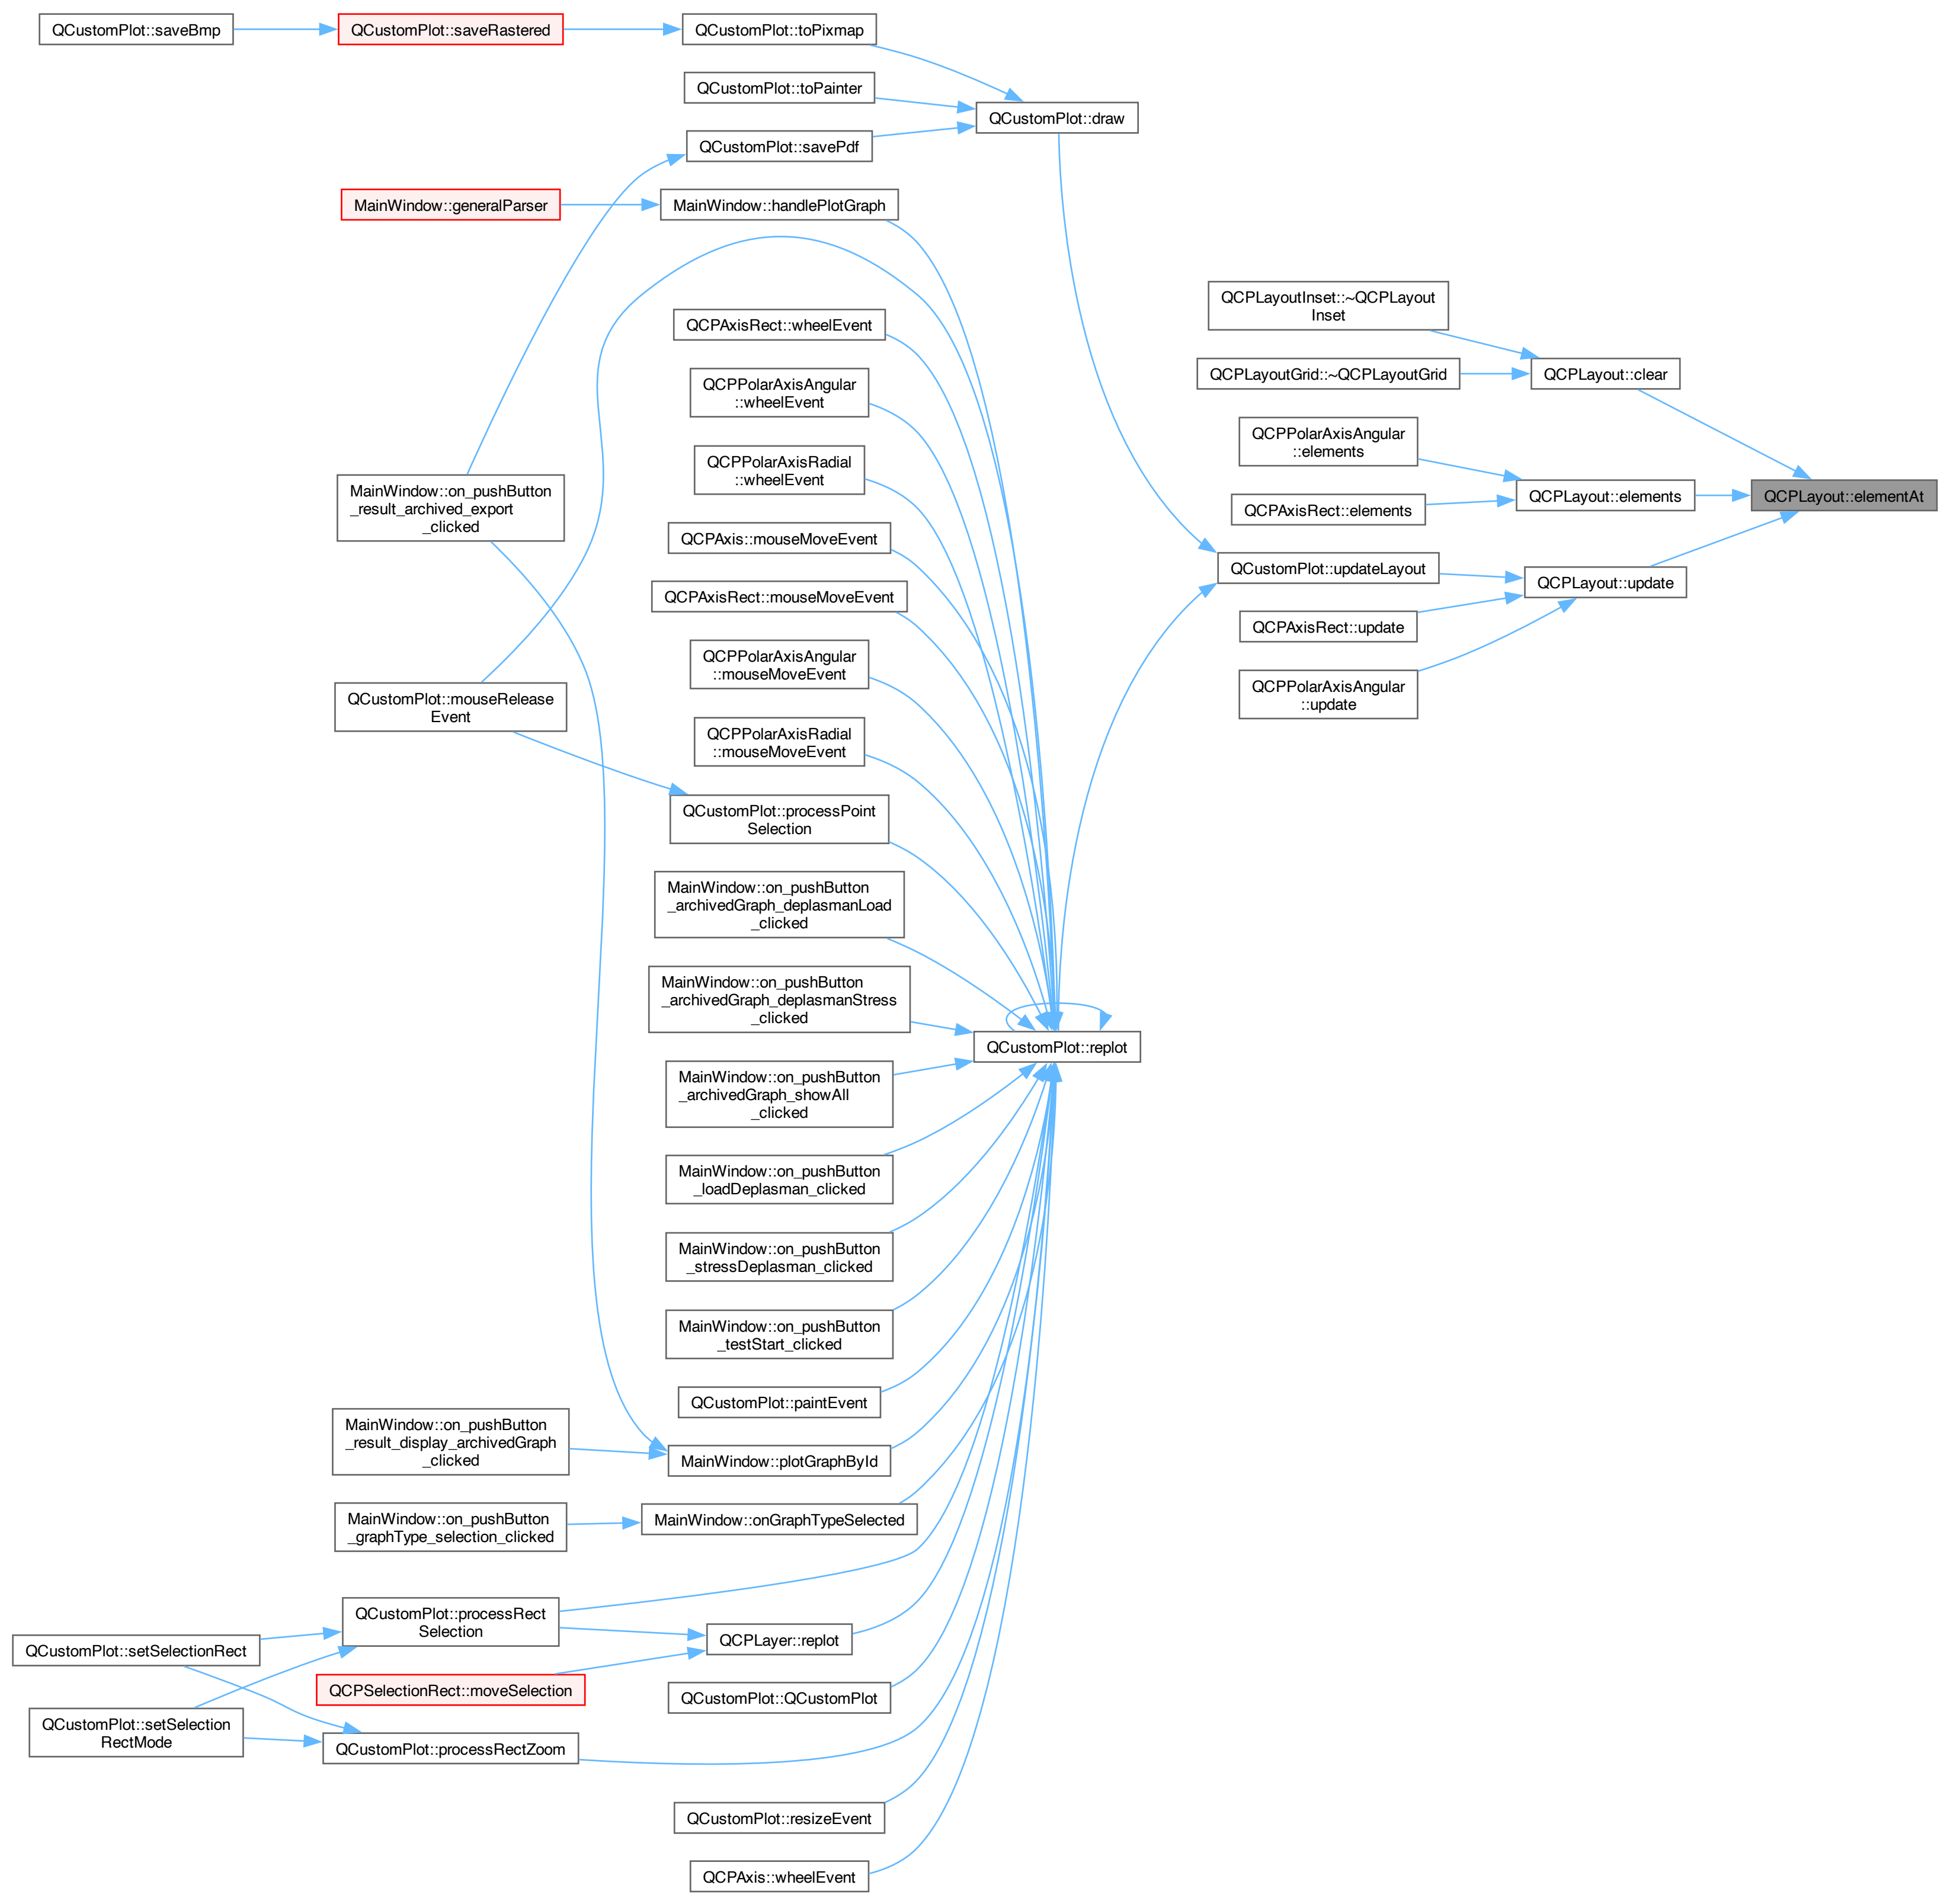 QCustomPlot::saveBmp
QCustomPlot::saveRastered
QCustomPlot::toPixmap
QCustomPlot::toPainter
QCustomPlot::draw
QCustomPlot::savePdf
MainWindow::generalParser
MainWindow::handlePlotGraph
QCPLayoutInset::~QCPLayout
Inset
QCPAxisRect::wheelEvent
QCPLayoutGrid::~QCPLayoutGrid
QCPLayout::clear
QCPPolarAxisAngular
::wheelEvent
QCPPolarAxisAngular
::elements
QCPPolarAxisRadial
::wheelEvent
QCPLayout::elements
QCPLayout::elementAt
MainWindow::on_pushButton
_result_archived_export
_clicked
QCPAxisRect::elements
QCPAxis::mouseMoveEvent
QCustomPlot::updateLayout
QCPLayout::update
QCPAxisRect::mouseMoveEvent
QCPAxisRect::update
QCPPolarAxisAngular
::mouseMoveEvent
QCPPolarAxisAngular
::update
QCustomPlot::mouseRelease
Event
QCPPolarAxisRadial
::mouseMoveEvent
QCustomPlot::processPoint
Selection
MainWindow::on_pushButton
_archivedGraph_deplasmanLoad
_clicked
MainWindow::on_pushButton
_archivedGraph_deplasmanStress
_clicked
QCustomPlot::replot
MainWindow::on_pushButton
_archivedGraph_showAll
_clicked
MainWindow::on_pushButton
_loadDeplasman_clicked
MainWindow::on_pushButton
_stressDeplasman_clicked
MainWindow::on_pushButton
_testStart_clicked
QCustomPlot::paintEvent
MainWindow::on_pushButton
_result_display_archivedGraph
_clicked
MainWindow::plotGraphById
MainWindow::on_pushButton
_graphType_selection_clicked
MainWindow::onGraphTypeSelected
QCustomPlot::processRect
Selection
QCustomPlot::setSelectionRect
QCPLayer::replot
QCPSelectionRect::moveSelection
QCustomPlot::QCustomPlot
QCustomPlot::setSelection
RectMode
QCustomPlot::processRectZoom
QCustomPlot::resizeEvent
QCPAxis::wheelEvent